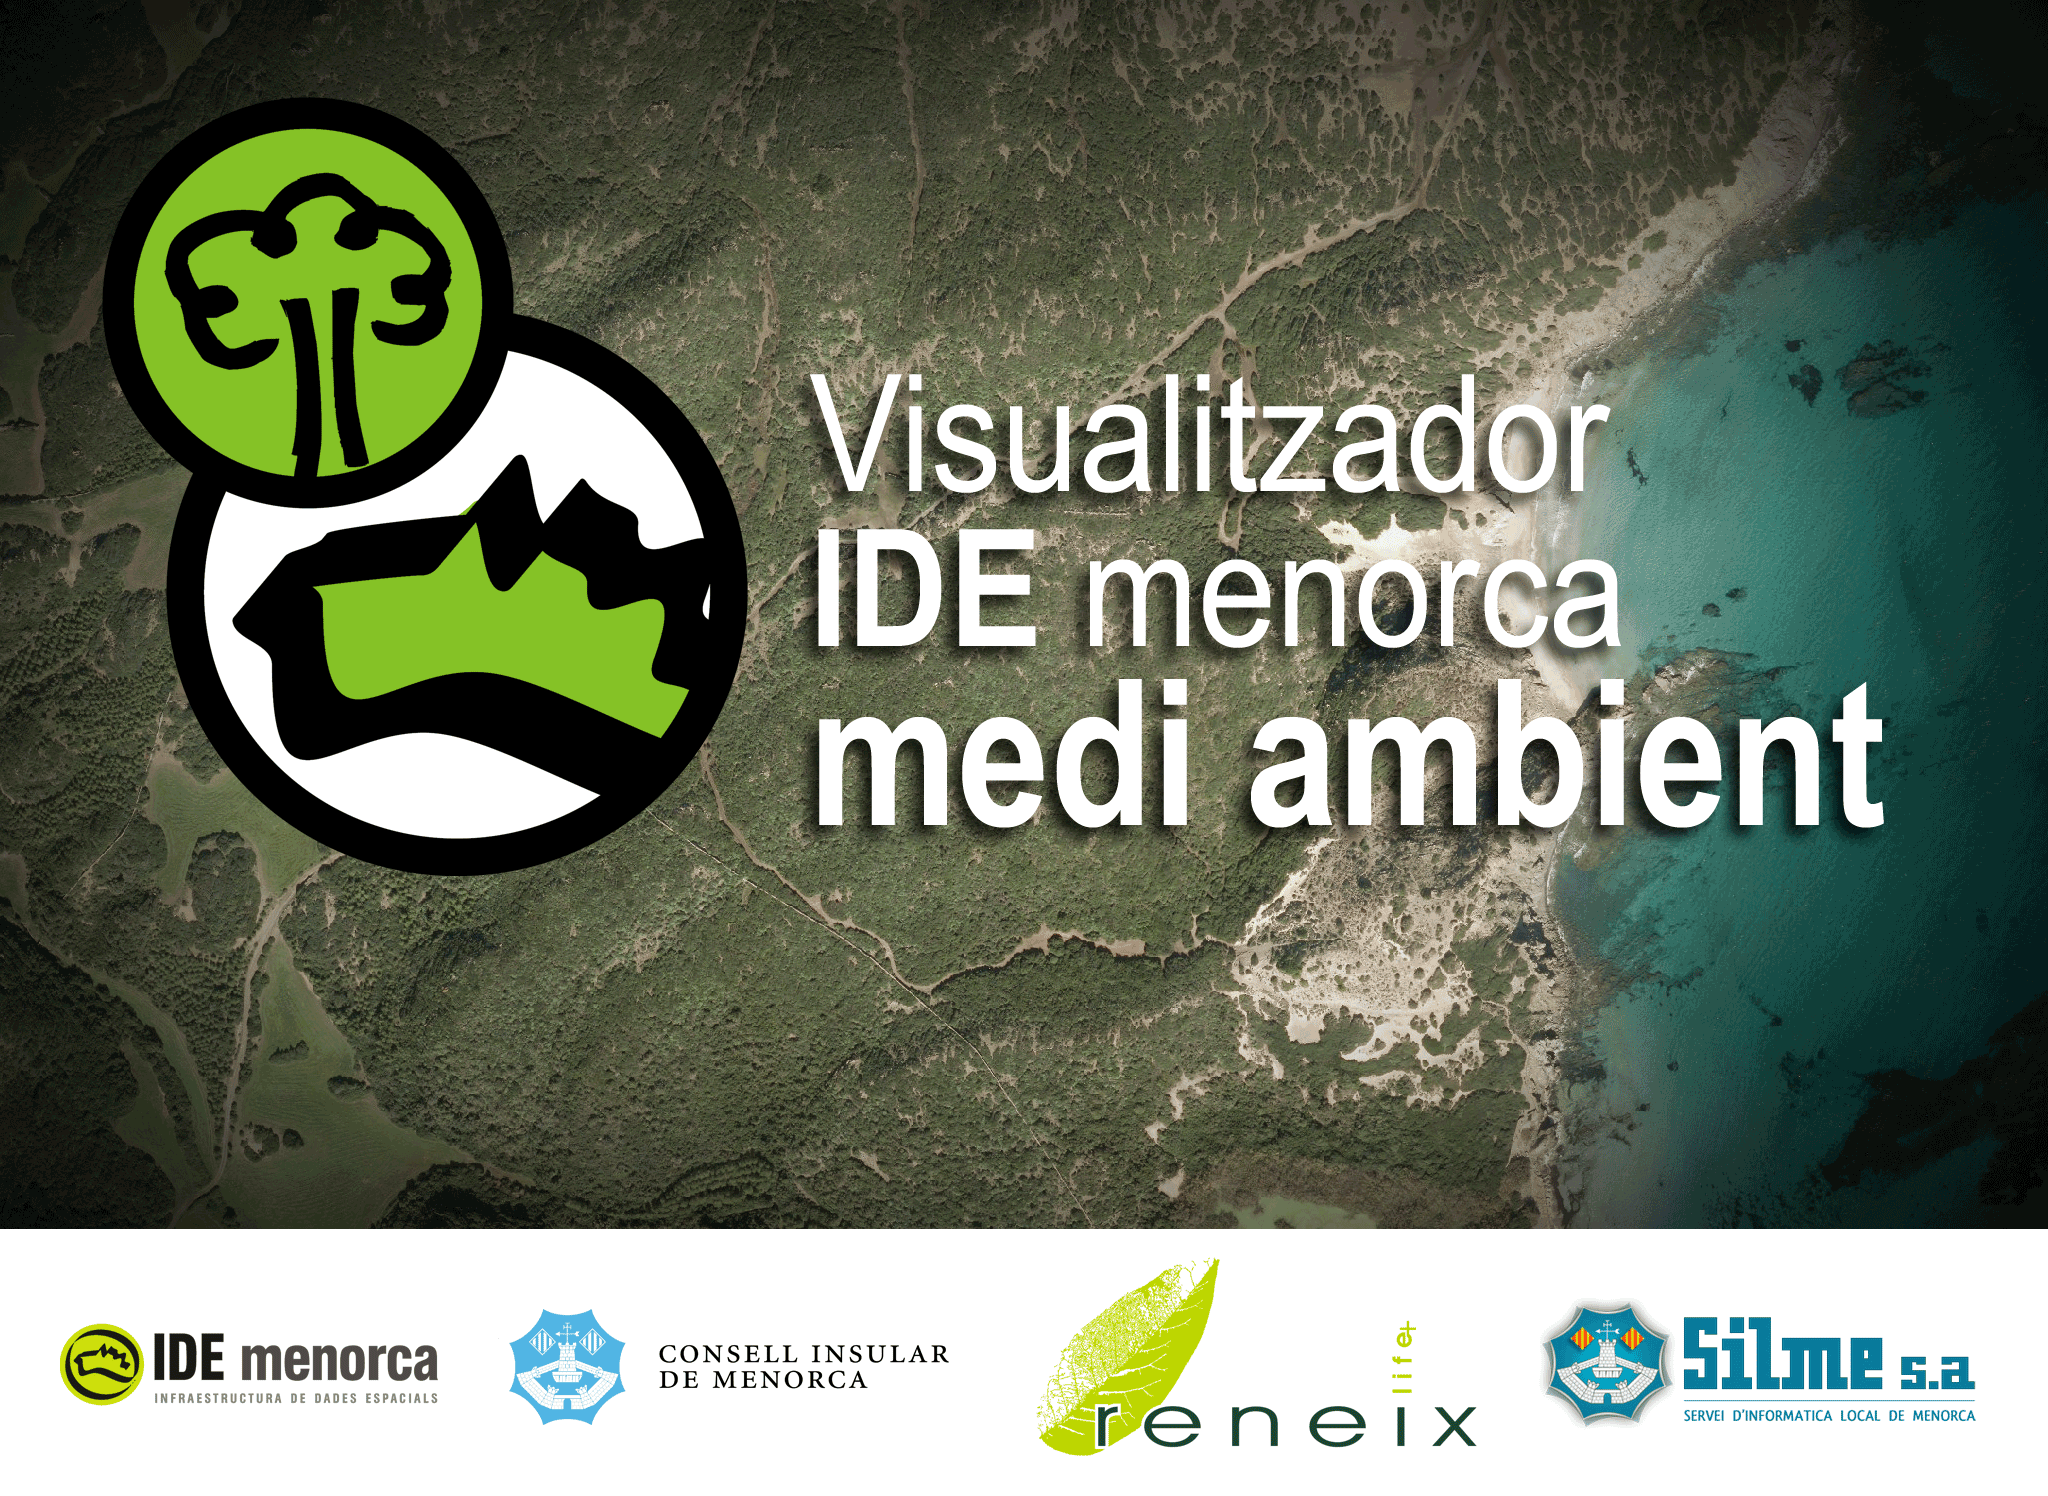 Visualitzador
IDE menorca
medi ambient
IDE menorca
INFRAESTRUCTURA DE DADES ESPACIALS
CONSELL INSULAR
DE MENORCA
life+
reneix
Silme s.a
SERVEI D'INFORMATICA LOCAL DE MENORCA